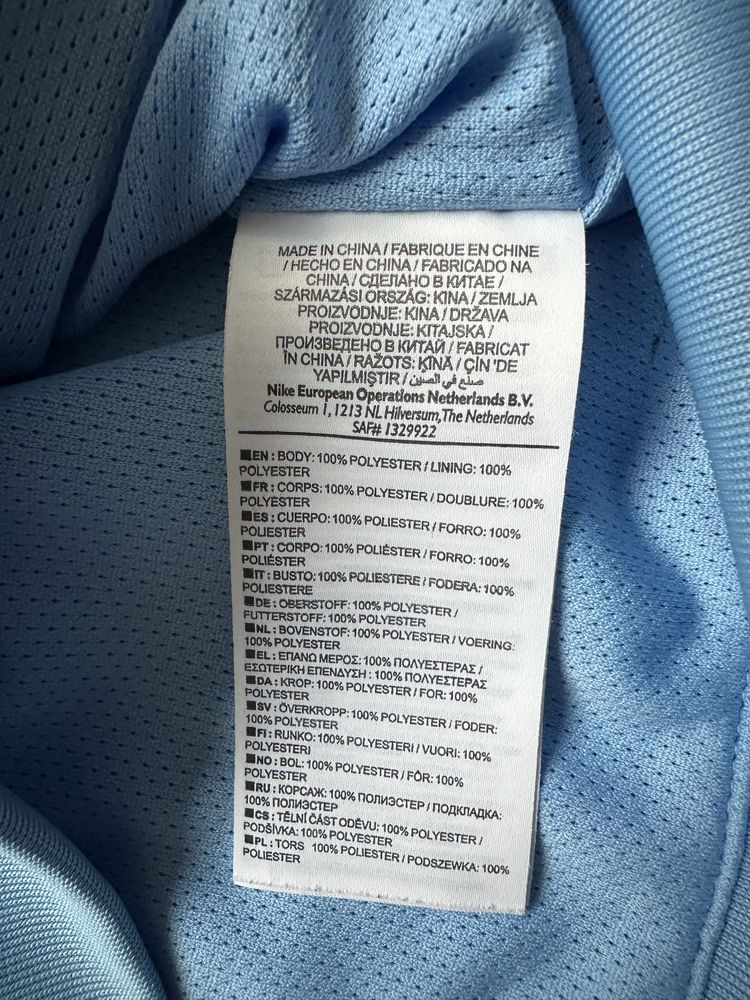 MADE IN CHINA / FABRIQUE EN CHINE
/ HECHO EN CHINA / FABRICADO NA
CHINA / СДЕЛАНО В КИТАЕ /
SZÁRMAZÁSI ORSZÁG: KINA / ZEMLJA
PROIZVODNJE: KINA / DRŽAVA
PROIZVODNJE: KITAJSKA /
ПРОИЗВЕДЕНО В КИТАЙ / FABRICAT
ÎN CHINA / RAŽOTS: ĶĪNĀ / ÇİN 'DE
YAPILMIŞTIR / صنع في الصين
Nike European Operations Netherlands B.V.
Colosseum 1, 1213 NL Hilversum, The Netherlands
SAF# 1329922
EN : BODY: 100% POLYESTER / LINING: 100%
POLYESTER
FR : CORPS: 100% POLYESTER / DOUBLURE: 100%
POLYESTER
ES : CUERPO: 100% POLIESTER / FORRO: 100%
POLIESTER
PT : CORPO: 100% POLIÉSTER / FORRO: 100%
POLIÉSTER
IT : BUSTO: 100% POLIESTERE / FODERA: 100%
POLIESTERE
DE : OBERSTOFF: 100% POLYESTER /
FUTTERSTOFF: 100% POLYESTER
NL : BOVENSTOF: 100% POLYESTER / VOERING:
100% POLYESTER
EL : ΕΠΑΝΩ ΜΕΡΟΣ: 100% ΠΟΛΥΕΣΤΕΡΑΣ /
ΕΣΩΤΕΡΙΚΗ ΕΠΕΝΔΥΣΗ : 100% ΠΟΛΥΕΣΤΕΡΑΣ
DA : KROP: 100% POLYESTER / FOR: 100%
POLYESTER
SV : ÖVERKROPP: 100% POLYESTER / FODER:
100% POLYESTER
FI : RUNKO: 100% POLYESTERI / VUORI: 100%
POLYESTERI
NO : BOL: 100% POLYESTER / FÔR: 100%
POLYESTER
RU : КОРСАЖ: 100% ПОЛИЭСТЕР / ПОДКЛАДКА:
100% ПОЛИЭСТЕР
CS : TĚLNÍ ČÁST ODĚVU: 100% POLYESTER /
PODŠÍVKA: 100% POLYESTER
PL : TORS 100% POLIESTER / PODSZEWKA: 100%
POLIESTER